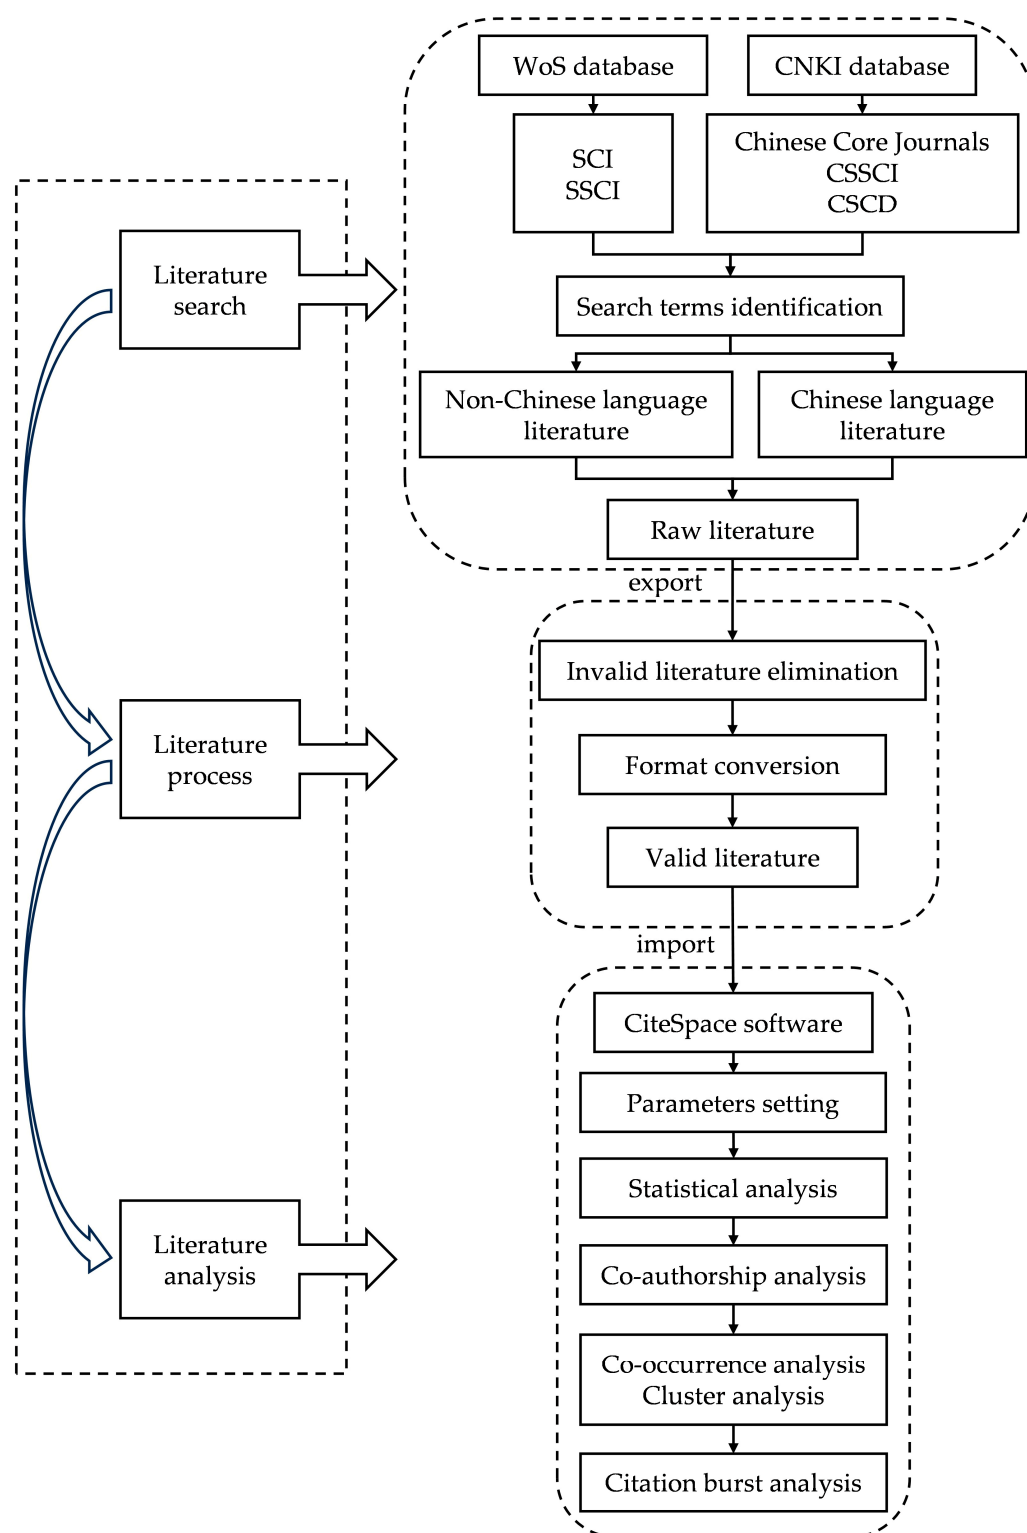 WoS database
CNKI database
SCI
SSCI
Chinese Core Journals
CSSCI
CSCD
Literature
search
Search terms identification
Non-Chinese language
literature
Chinese language
literature
Raw literature
export
Invalid literature elimination
Literature
process
Format conversion
Valid literature
import
CiteSpace software
Parameters setting
Statistical analysis
Literature
analysis
Co-authorship analysis
Co-occurrence analysis
Cluster analysis
Citation burst analysis